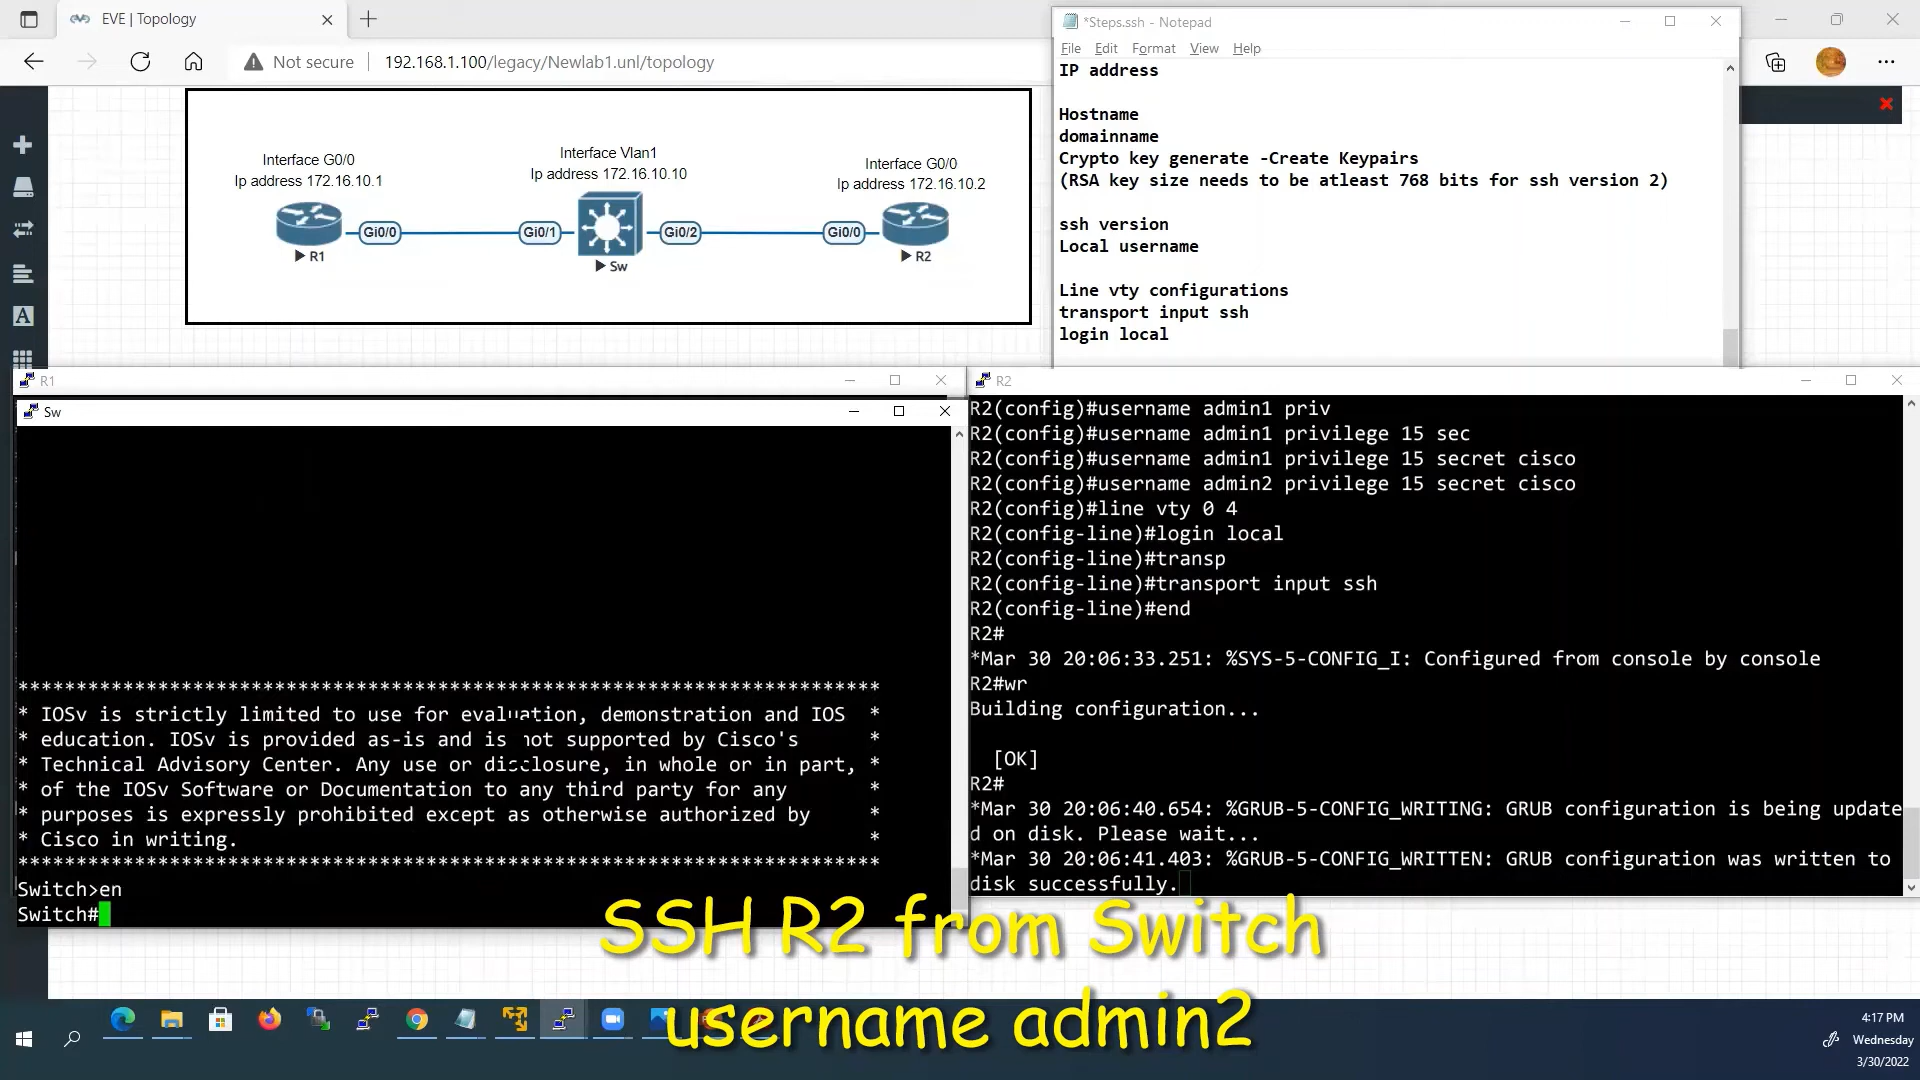 EVE | Topology
Not secure
192.168.1.100/legacy/Newlab1.unl/topology
*Steps.ssh - Notepad
File Edit Format View Help
IP address
Hostname
domainname
Crypto key generate -Create Keypairs
(RSA key size needs to be atleast 768 bits for ssh version 2)
ssh version
Local username
Line vty configurations
transport input ssh
login local
Interface G0/0
Ip address 172.16.10.1
Interface Vlan1
Ip address 172.16.10.10
Interface G0/0
Ip address 172.16.10.2
Gi0/0
Gi0/1
Gi0/2
Gi0/0
R1
Sw
R2
R1
Sw
****************************************************************************
* IOSv is strictly limited to use for evaluation, demonstration and IOS *
* education. IOSv is provided as-is and is not supported by Cisco's *
* Technical Advisory Center. Any use or disclosure, in whole or in part, *
* of the IOSv Software or Documentation to any third party for any *
* purposes is expressly prohibited except as otherwise authorized by *
* Cisco in writing. *
****************************************************************************
Switch>en
Switch#
R2
R2(config)#username admin1 priv
R2(config)#username admin1 privilege 15 sec
R2(config)#username admin1 privilege 15 secret cisco
R2(config)#username admin2 privilege 15 secret cisco
R2(config)#line vty 0 4
R2(config-line)#login local
R2(config-line)#transp
R2(config-line)#transport input ssh
R2(config-line)#end
R2#
*Mar 30 20:06:33.251: %SYS-5-CONFIG_I: Configured from console by console
R2#wr
Building configuration...
[OK]
R2#
*Mar 30 20:06:40.654: %GRUB-5-CONFIG_WRITING: GRUB configuration is being update
d on disk. Please wait...
*Mar 30 20:06:41.403: %GRUB-5-CONFIG_WRITTEN: GRUB configuration was written to
disk successfully.
SSH R2 from Switch
username admin2
4:17 PM
Wednesday
3/30/2022